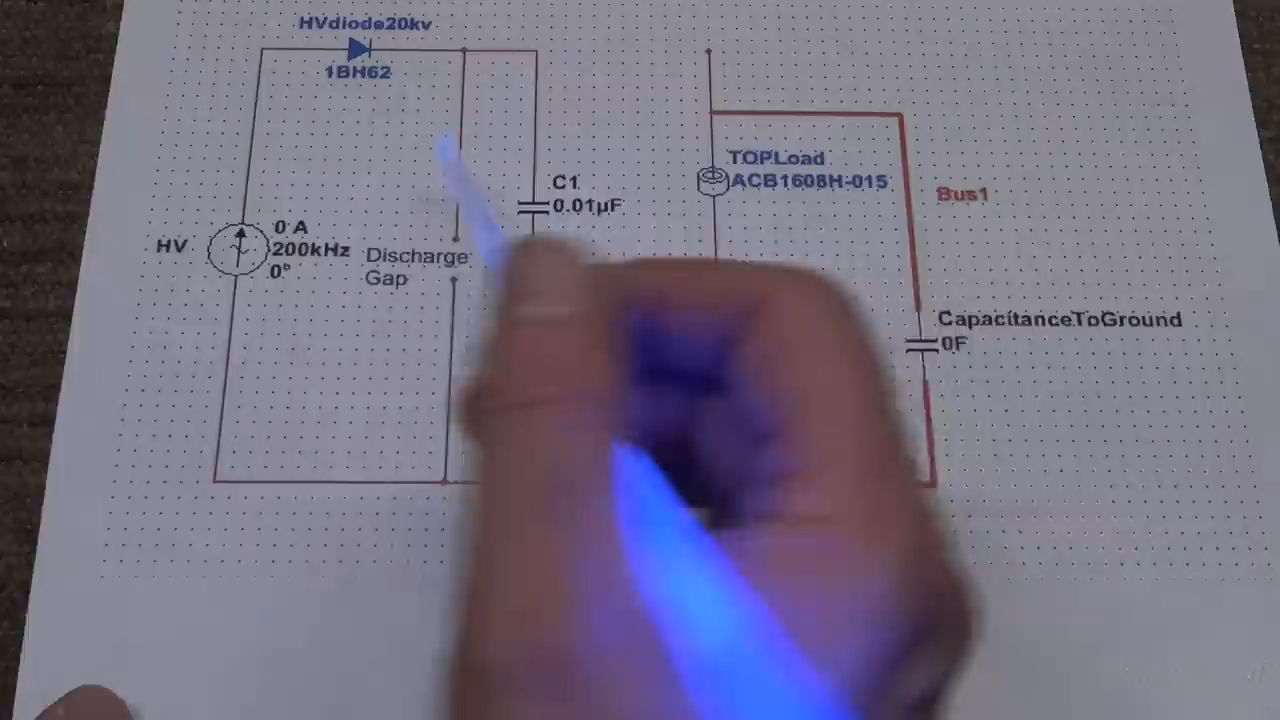 HVdiode20kv
1BH62
HV
0 A
200kHz
0°
Discharge
Gap
C1
0.01µF
TOPLoad
ACB1608H-015
Bus1
CapacitanceToGround
0F